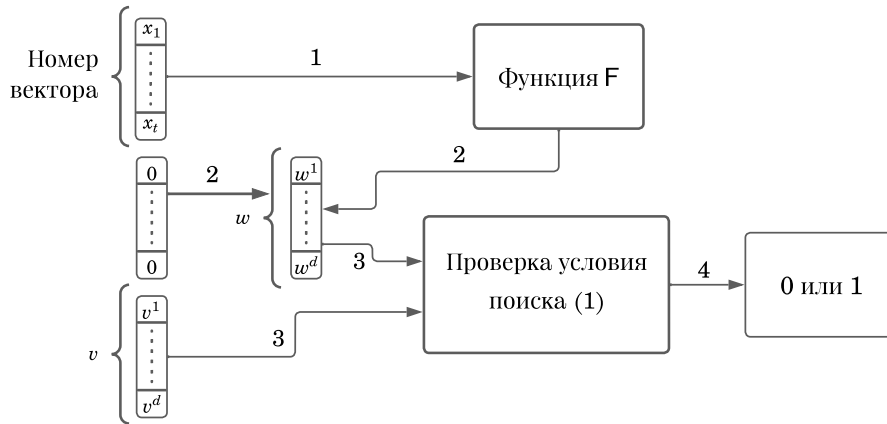 x₁
Номер
вектора
xₜ
1
Функция F
0
2
w
w¹
2
0
wᵈ
3
Проверка условия
поиска (1)
4
0 или 1
v
v¹
3
vᵈ